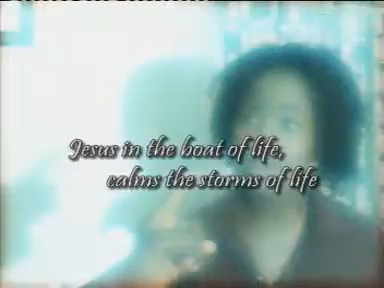 Jesus in the boat of life,
calms the storms of life